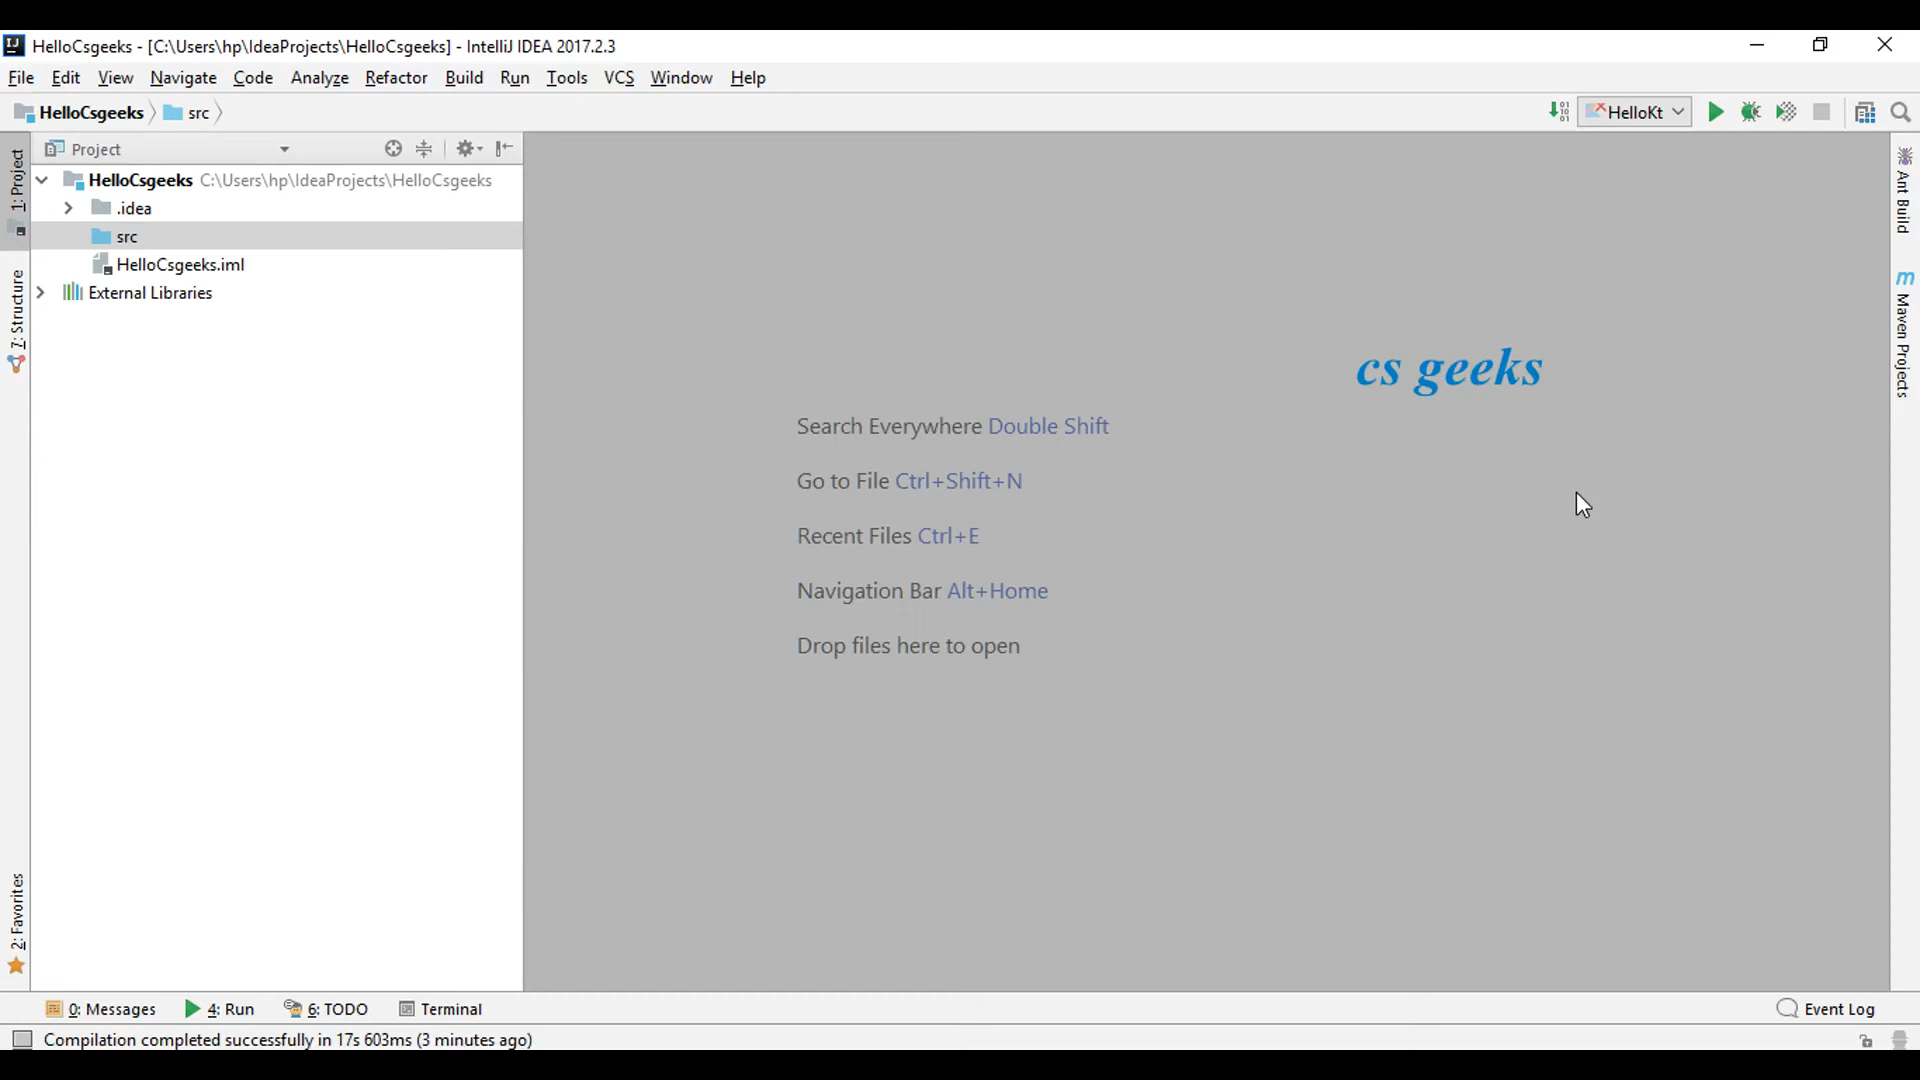 HelloCsgeeks - [C:\Users\hp\IdeaProjects\HelloCsgeeks] - IntelliJ IDEA 2017.2.3
File Edit View Navigate Code Analyze Refactor Build Run Tools VCS Window Help
HelloCsgeeks src HelloKt
Project
1: Project
HelloCsgeeks C:\Users\hp\IdeaProjects\HelloCsgeeks
.idea
src
HelloCsgeeks.iml
External Libraries
7: Structure
2: Favorites
cs geeks
Search Everywhere Double Shift
Go to File Ctrl+Shift+N
Recent Files Ctrl+E
Navigation Bar Alt+Home
Drop files here to open
Ant Build
m Maven Projects
0: Messages 4: Run 6: TODO Terminal Event Log
Compilation completed successfully in 17s 603ms (3 minutes ago)